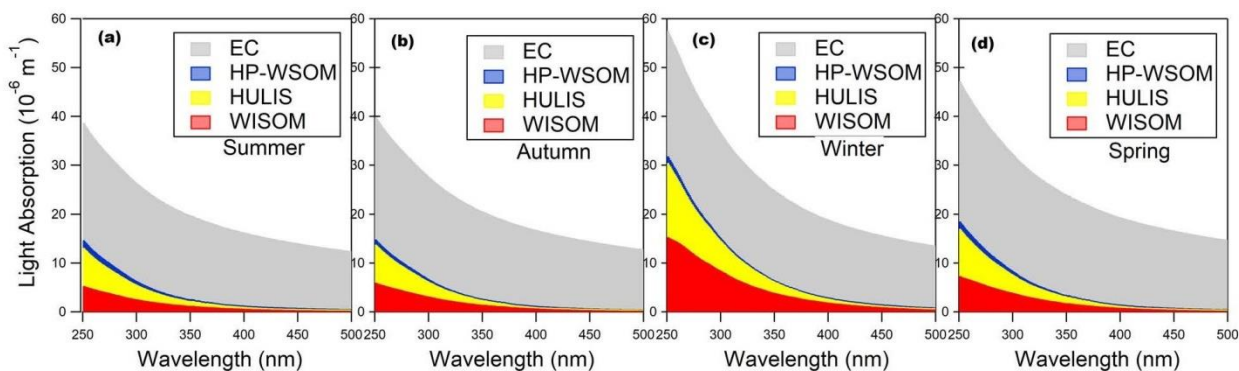 Light Absorption (10⁻⁶ m⁻¹)
60
50
40
30
20
10
0
(a)
EC
HP-WSOM
HULIS
WISOM
Summer
250 300 350 400 450 500
Wavelength (nm)
60
50
40
30
20
10
0
(b)
EC
HP-WSOM
HULIS
WISOM
Autumn
250 300 350 400 450 500
Wavelength (nm)
60
50
40
30
20
10
0
(c)
EC
HP-WSOM
HULIS
WISOM
Winter
250 300 350 400 450 500
Wavelength (nm)
60
50
40
30
20
10
0
(d)
EC
HP-WSOM
HULIS
WISOM
Spring
250 300 350 400 450 500
Wavelength (nm)